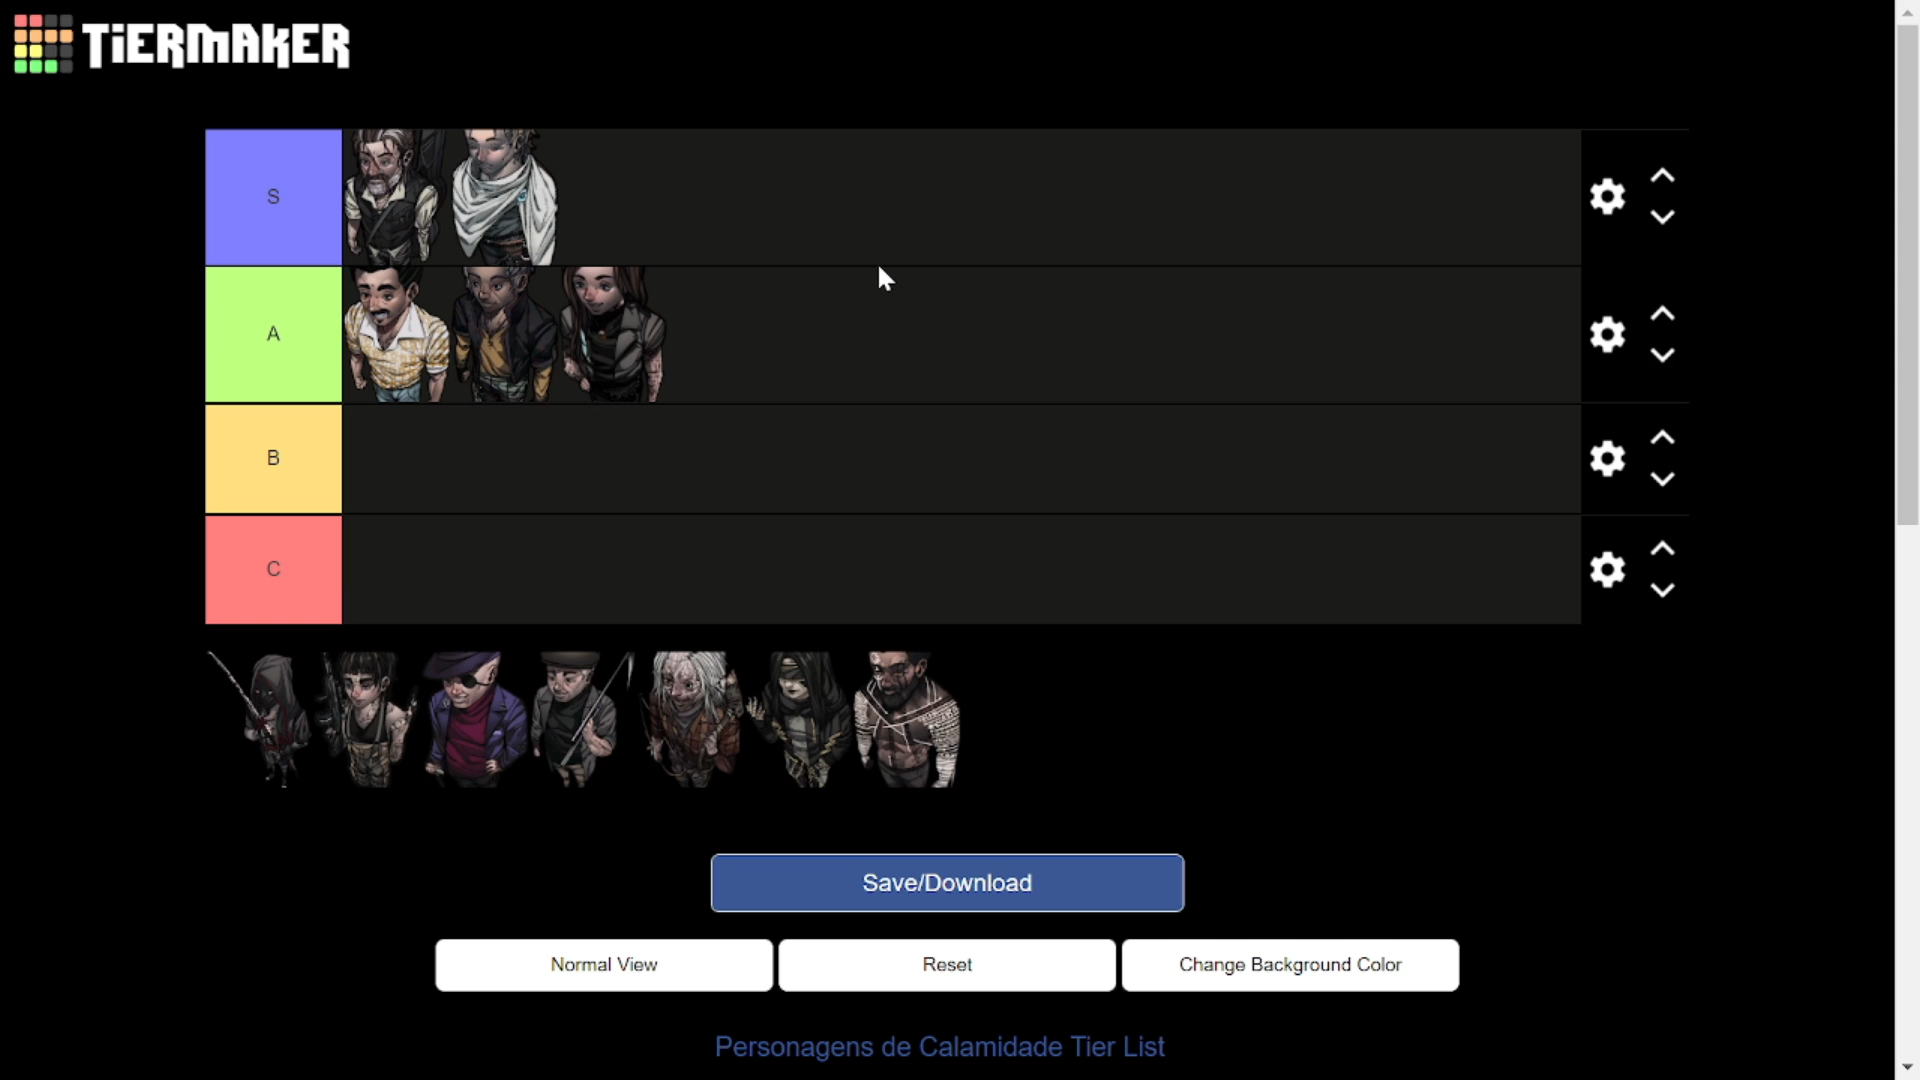 TiERMAKER
S
A
B
C
Save/Download
Normal View
Reset
Change Background Color
Personagens de Calamidade Tier List